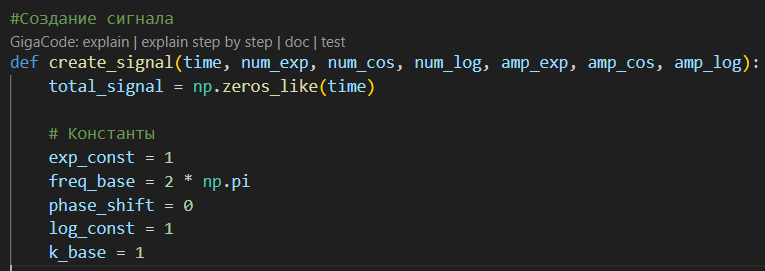 #Создание сигнала
GigaCode: explain | explain step by step | doc | test
def create_signal(time, num_exp, num_cos, num_log, amp_exp, amp_cos, amp_log):
total_signal = np.zeros_like(time)
# Константы
exp_const = 1
freq_base = 2 * np.pi
phase_shift = 0
log_const = 1
k_base = 1